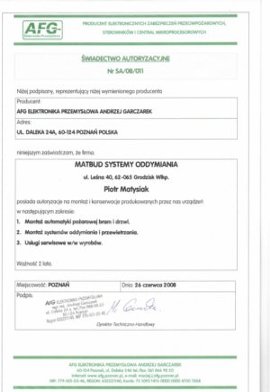 AFG
PRODUCENT ELEKTRONICZNYCH ZABEZPIECZEŃ PRZECIWPOŻAROWYCH,
STEROWNIKÓW I CENTRAL MIKROPROCESOROWYCH
ŚWIADECTWO AUTORYZACYJNE
Nr SA/08/011
Niżej podpisany, reprezentujący niżej wymienionego producenta
Producent
AFG ELEKTRONIKA PRZEMYSŁOWA ANDRZEJ GARCZAREK
Adres:
UL. DALEKA 24A, 60-124 POZNAŃ POLSKA
niniejszym zaświadczam, że firma:
MATBUD SYSTEMY ODDYMIANIA
ul. Leśna 40, 62-065 Grodzisk Wlkp.
Piotr Matysiak
posiada autoryzację na montaż i konserwację produkowanych przez nas urządzeń
w następującym zakresie:
1. Montaż automatyki pożarowej bram i drzwi.
2. Montaż systemów oddymiania i przewietrzania.
3. Usługi serwisowe w/w wyrobów.
Ważność 2 lata.
Miejscowość: POZNAŃ
Dnia: 26 czerwca 2008
Podpis:
AFG ELEKTRONIKA PRZEMYSŁOWA
Dyrektor Techniczno-Handlowy
AFG ELEKTRONIKA PRZEMYSŁOWA ANDRZEJ GARCZAREK